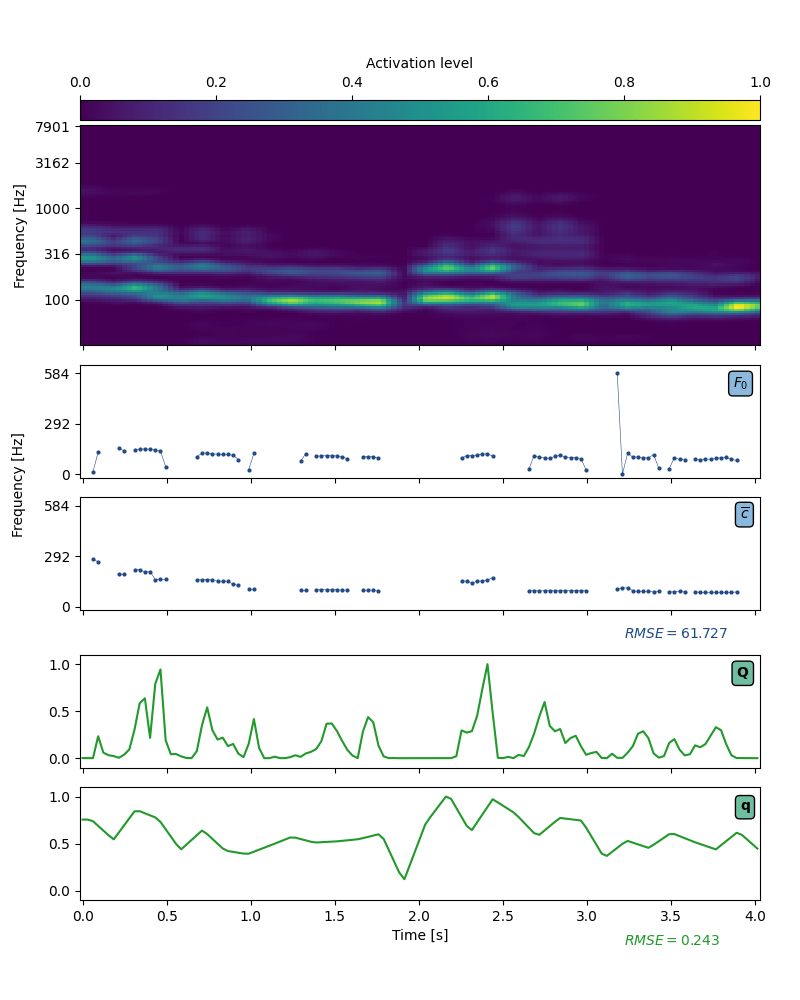 Activation level
0.0 0.2 0.4 0.6 0.8 1.0
Frequency [Hz]
7901
3162
1000
316
100
Frequency [Hz]
584
292
0
F₀
584
292
0
c̅
RMSE = 61.727
1.0
0.5
0.0
Q
1.0
0.5
0.0
q
0.0 0.5 1.0 1.5 2.0 2.5 3.0 3.5 4.0
Time [s]
RMSE = 0.243